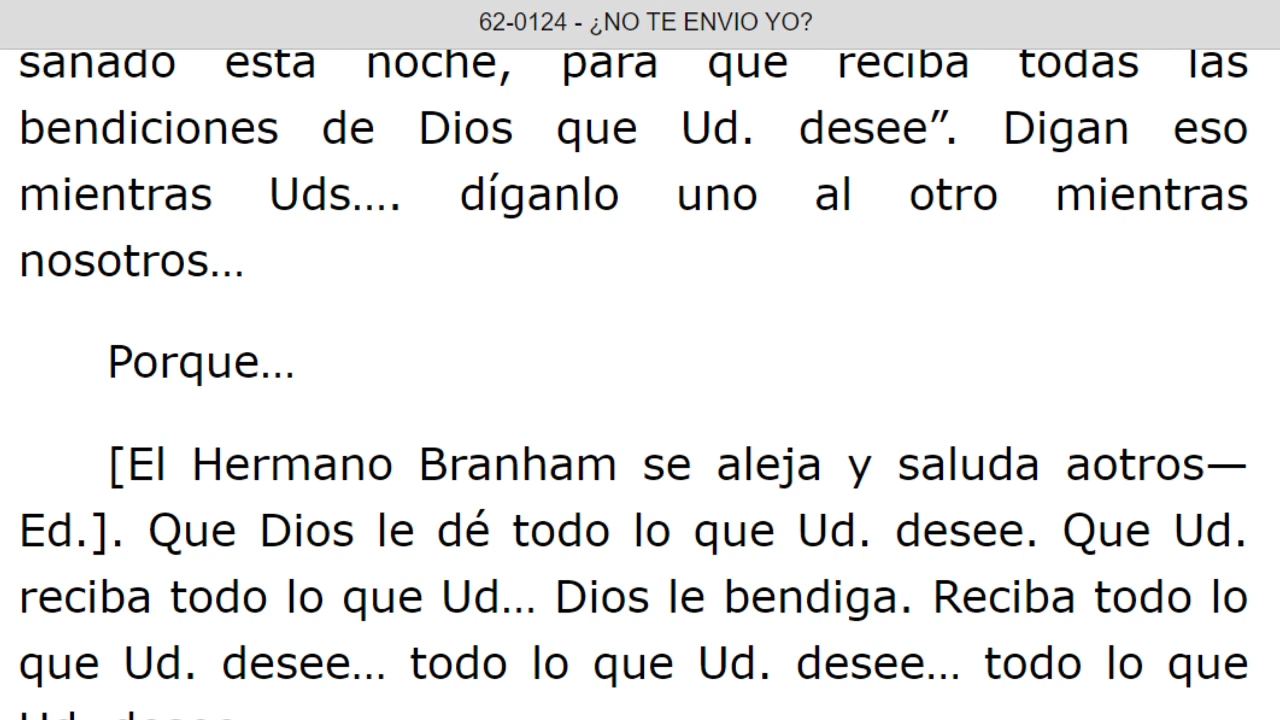 62-0124 - ¿NO TE ENVIO YO?
sanado esta noche, para que reciba todas las
bendiciones de Dios que Ud. desee”. Digan eso
mientras Uds.... díganlo uno al otro mientras
nosotros...
Porque...
[El Hermano Branham se aleja y saluda aotros—
Ed.]. Que Dios le dé todo lo que Ud. desee. Que Ud.
reciba todo lo que Ud... Dios le bendiga. Reciba todo lo
que Ud. desee... todo lo que Ud. desee... todo lo que